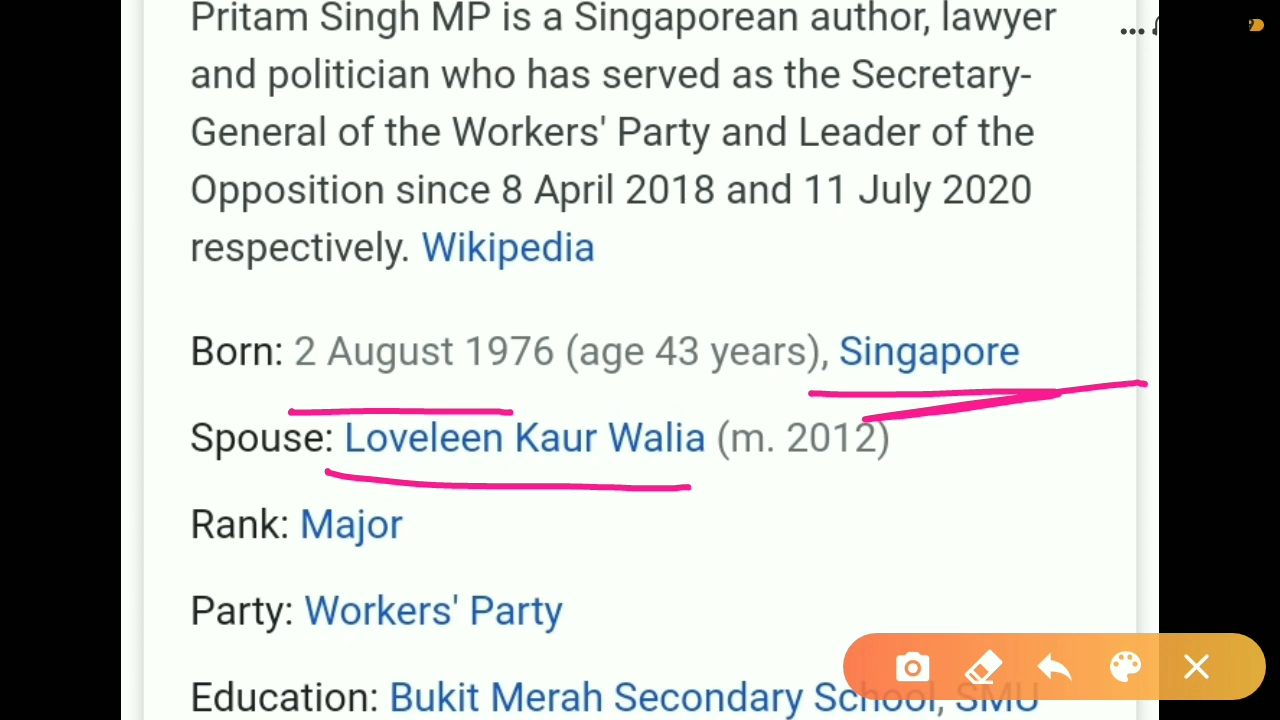 Pritam Singh MP is a Singaporean author, lawyer
and politician who has served as the Secretary-
General of the Workers' Party and Leader of the
Opposition since 8 April 2018 and 11 July 2020
respectively. Wikipedia
Born: 2 August 1976 (age 43 years), Singapore
Spouse: Loveleen Kaur Walia (m. 2012)
Rank: Major
Party: Workers' Party
Education: Bukit Merah Secondary School, SMU